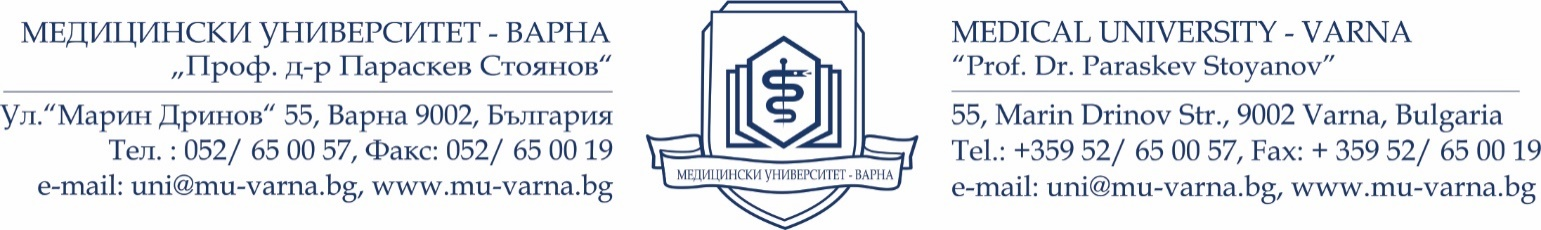 МЕДИЦИНСКИ УНИВЕРСИТЕТ - ВАРНА
„Проф. д-р Параскев Стоянов“
Ул.“Марин Дринов“ 55, Варна 9002, България
Тел. : 052/ 65 00 57, Факс: 052/ 65 00 19
e-mail: uni@mu-varna.bg, www.mu-varna.bg
МЕДИЦИНСКИ УНИВЕРСИТЕТ - ВАРНА
MEDICAL UNIVERSITY - VARNA
“Prof. Dr. Paraskev Stoyanov”
55, Marin Drinov Str., 9002 Varna, Bulgaria
Tel.: +359 52/ 65 00 57, Fax: + 359 52/ 65 00 19
e-mail: uni@mu-varna.bg, www.mu-varna.bg